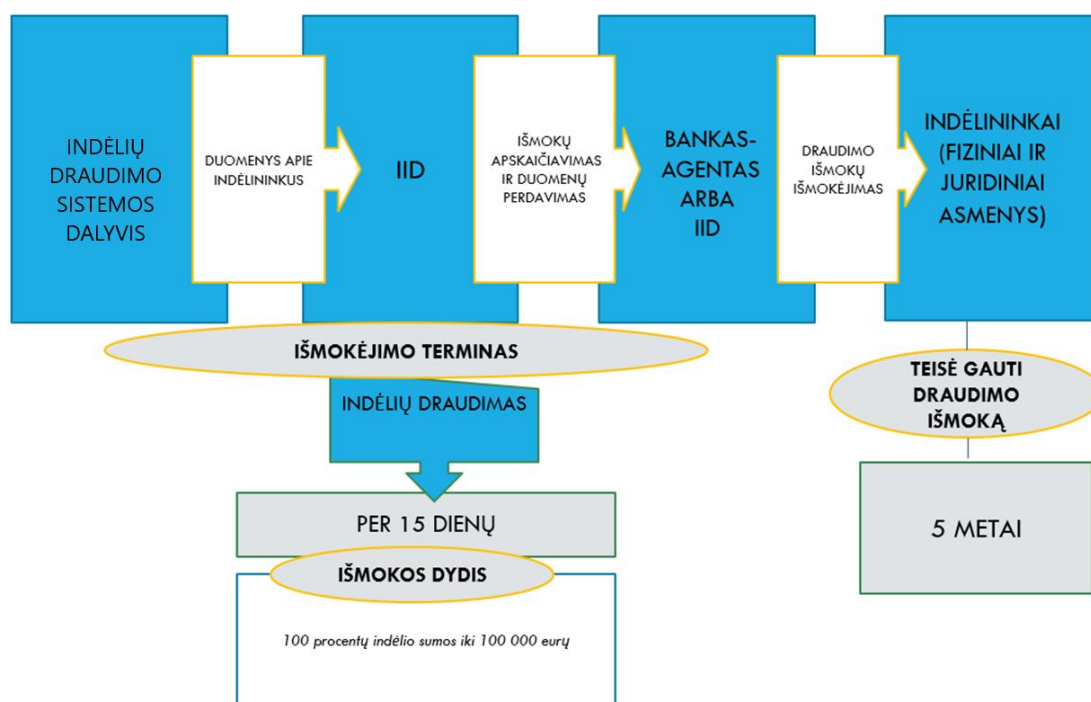 INDĖLIŲ
DRAUDIMO
SISTEMOS
DALYVIS
DUOMENYS APIE
INDĖLININKUS
IID
IŠMOKŲ
APSKAIČIAVIMAS
IR DUOMENŲ
PERDAVIMAS
BANKAS-
AGENTAS
ARBA
IID
DRAUDIMO
IŠMOKŲ
IŠMOKĖJIMAS
INDĖLININKAI
(FIZINIAI IR
JURIDINIAI
ASMENYS)
IŠMOKĖJIMO TERMINAS
INDĖLIŲ DRAUDIMAS
PER 15 DIENŲ
IŠMOKOS DYDIS
100 procentų indėlio sumos iki 100 000 eurų
TEISĖ GAUTI
DRAUDIMO
IŠMOKĄ
5 METAI